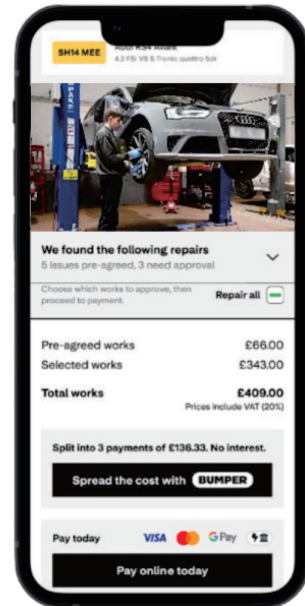 SH14 MEE
Audi RS4 Avant
4.2 FSi V8 S Tronic quattro 5dr
We found the following repairs
5 issues pre-agreed, 3 need approval
Choose which works to approve, then
proceed to payment.
Repair all
Pre-agreed works £66.00
Selected works £343.00
Total works £409.00
Prices include VAT (20%)
Split into 3 payments of £136.33. No interest.
Spread the cost with BUMPER
Pay today VISA G Pay
Pay online today